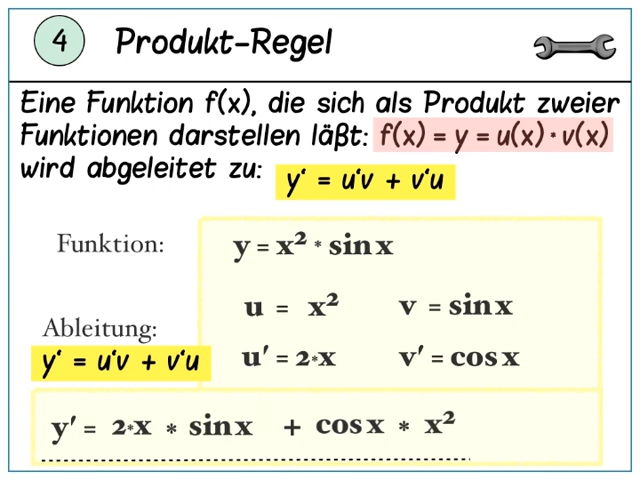 4 Produkt-Regel
Eine Funktion f(x), die sich als Produkt zweier
Funktionen darstellen läßt: f(x) = y = u(x) · v(x)
wird abgeleitet zu: y‘ = u‘v + v‘u
Funktion: y = x² * sin x
u = x² v = sin x
Ableitung:
y‘ = u‘v + v‘u u′ = 2*x v′ = cos x
y′ = 2*x * sin x + cos x * x²